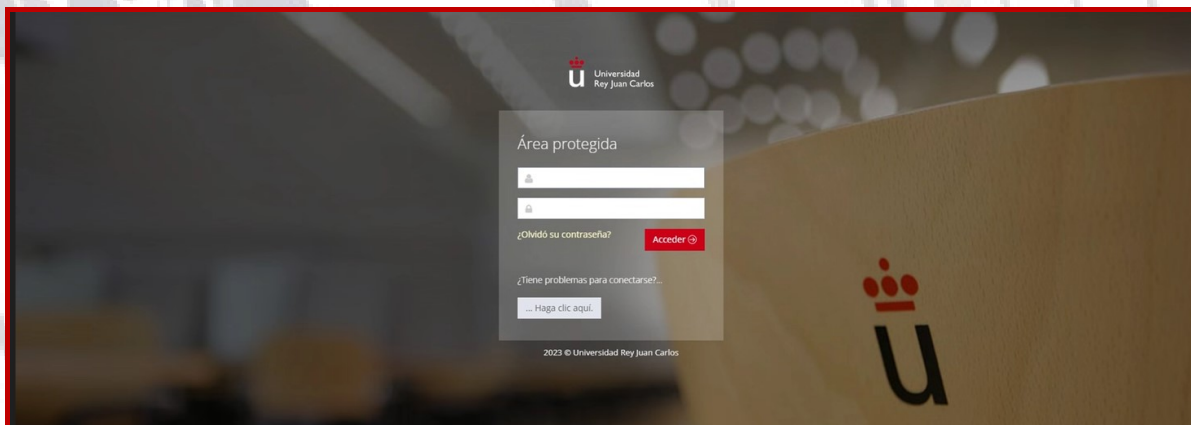 Universidad
Rey Juan Carlos
Área protegida
¿Olvidó su contraseña?
Acceder
¿Tiene problemas para conectarse?...
... Haga clic aquí.
2023 © Universidad Rey Juan Carlos
u